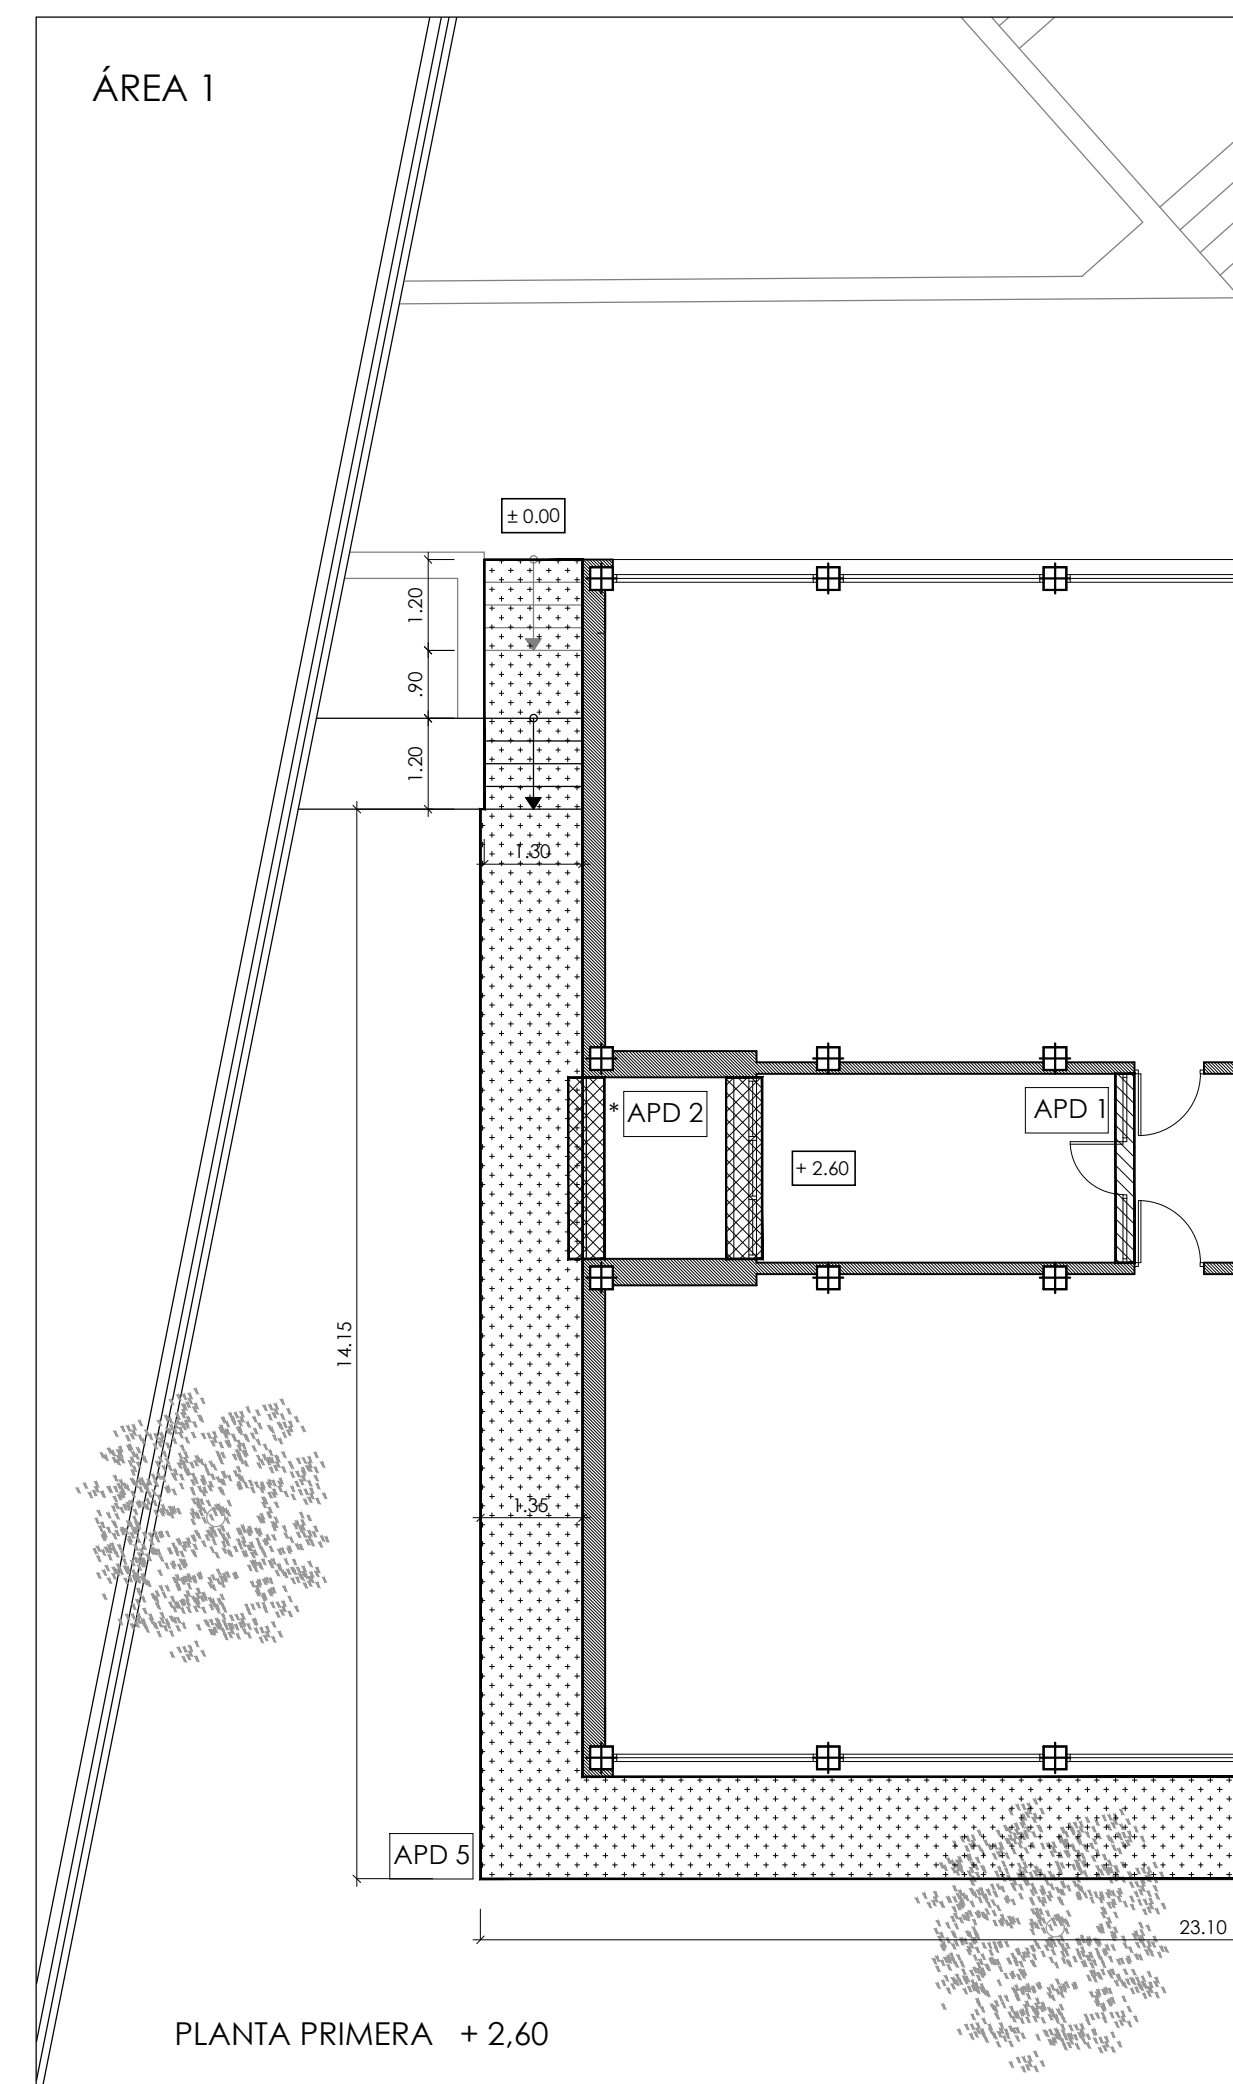 ÁREA 1
± 0.00
1.20
.90
1.20
1.30
* APD 2
APD 1
+ 2.60
14.15
1.35
APD 5
23.10
PLANTA PRIMERA + 2,60